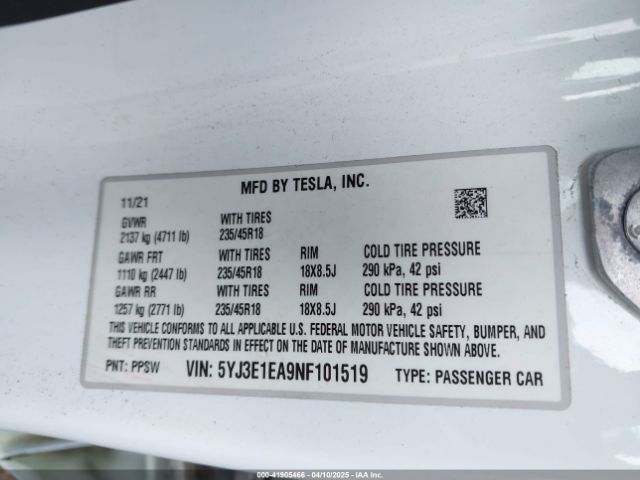 MFD BY TESLA, INC.
11/21
GVWR WITH TIRES
2137 kg (4711 lb) 235/45R18
GAWR FRT WITH TIRES RIM COLD TIRE PRESSURE
1110 kg (2447 lb) 235/45R18 18X8.5J 290 kPa, 42 psi
GAWR RR WITH TIRES RIM COLD TIRE PRESSURE
1257 kg (2771 lb) 235/45R18 18X8.5J 290 kPa, 42 psi
THIS VEHICLE CONFORMS TO ALL APPLICABLE U.S. FEDERAL MOTOR VEHICLE SAFETY, BUMPER, AND
THEFT PREVENTION STANDARDS IN EFFECT ON THE DATE OF MANUFACTURE SHOWN ABOVE.
PNT: PPSW VIN: 5YJ3E1EA9NF101519 TYPE: PASSENGER CAR
© 2025 - 41905466 - 04/10/2025 - IAA Inc.